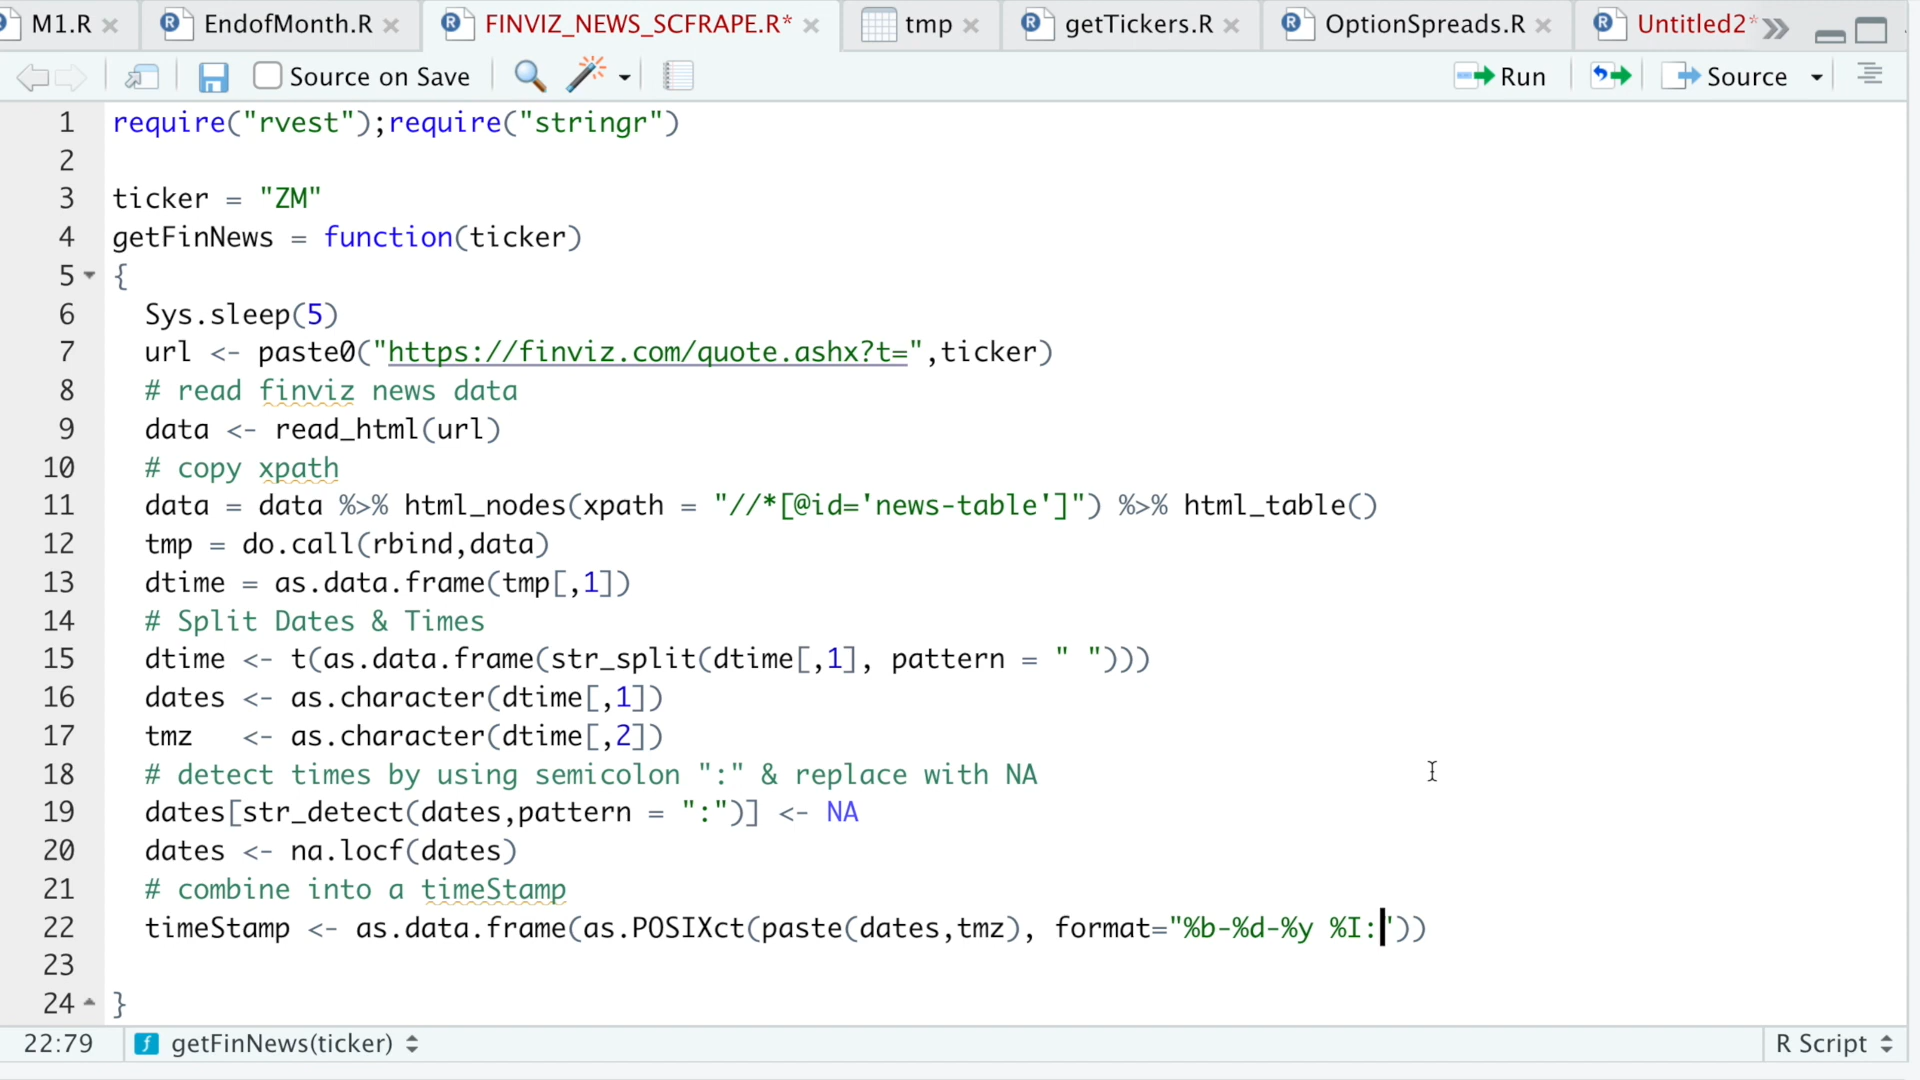 M1.R EndofMonth.R FINVIZ_NEWS_SCFRAPE.R* tmp getTickers.R OptionSpreads.R Untitled2*
Source on Save Run Source
1 require("rvest");require("stringr")
2
3 ticker = "ZM"
4 getFinNews = function(ticker)
5 {
6 Sys.sleep(5)
7 url <- paste0("https://finviz.com/quote.ashx?t=",ticker)
8 # read finviz news data
9 data <- read_html(url)
10 # copy xpath
11 data = data %>% html_nodes(xpath = "//*[@id='news-table']") %>% html_table()
12 tmp = do.call(rbind,data)
13 dtime = as.data.frame(tmp[,1])
14 # Split Dates & Times
15 dtime <- t(as.data.frame(str_split(dtime[,1], pattern = " ")))
16 dates <- as.character(dtime[,1])
17 tmz <- as.character(dtime[,2])
18 # detect times by using semicolon ":" & replace with NA
19 dates[str_detect(dates,pattern = ":")] <- NA
20 dates <- na.locf(dates)
21 # combine into a timeStamp
22 timeStamp <- as.data.frame(as.POSIXct(paste(dates,tmz), format="%b-%d-%y %I:"))
23
24 }
22:79 getFinNews(ticker) R Script